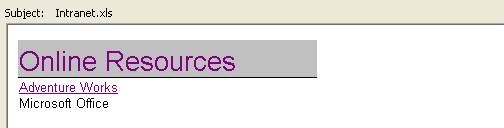 Subject: Intranet.xls
Online Resources
Adventure Works
Microsoft Office